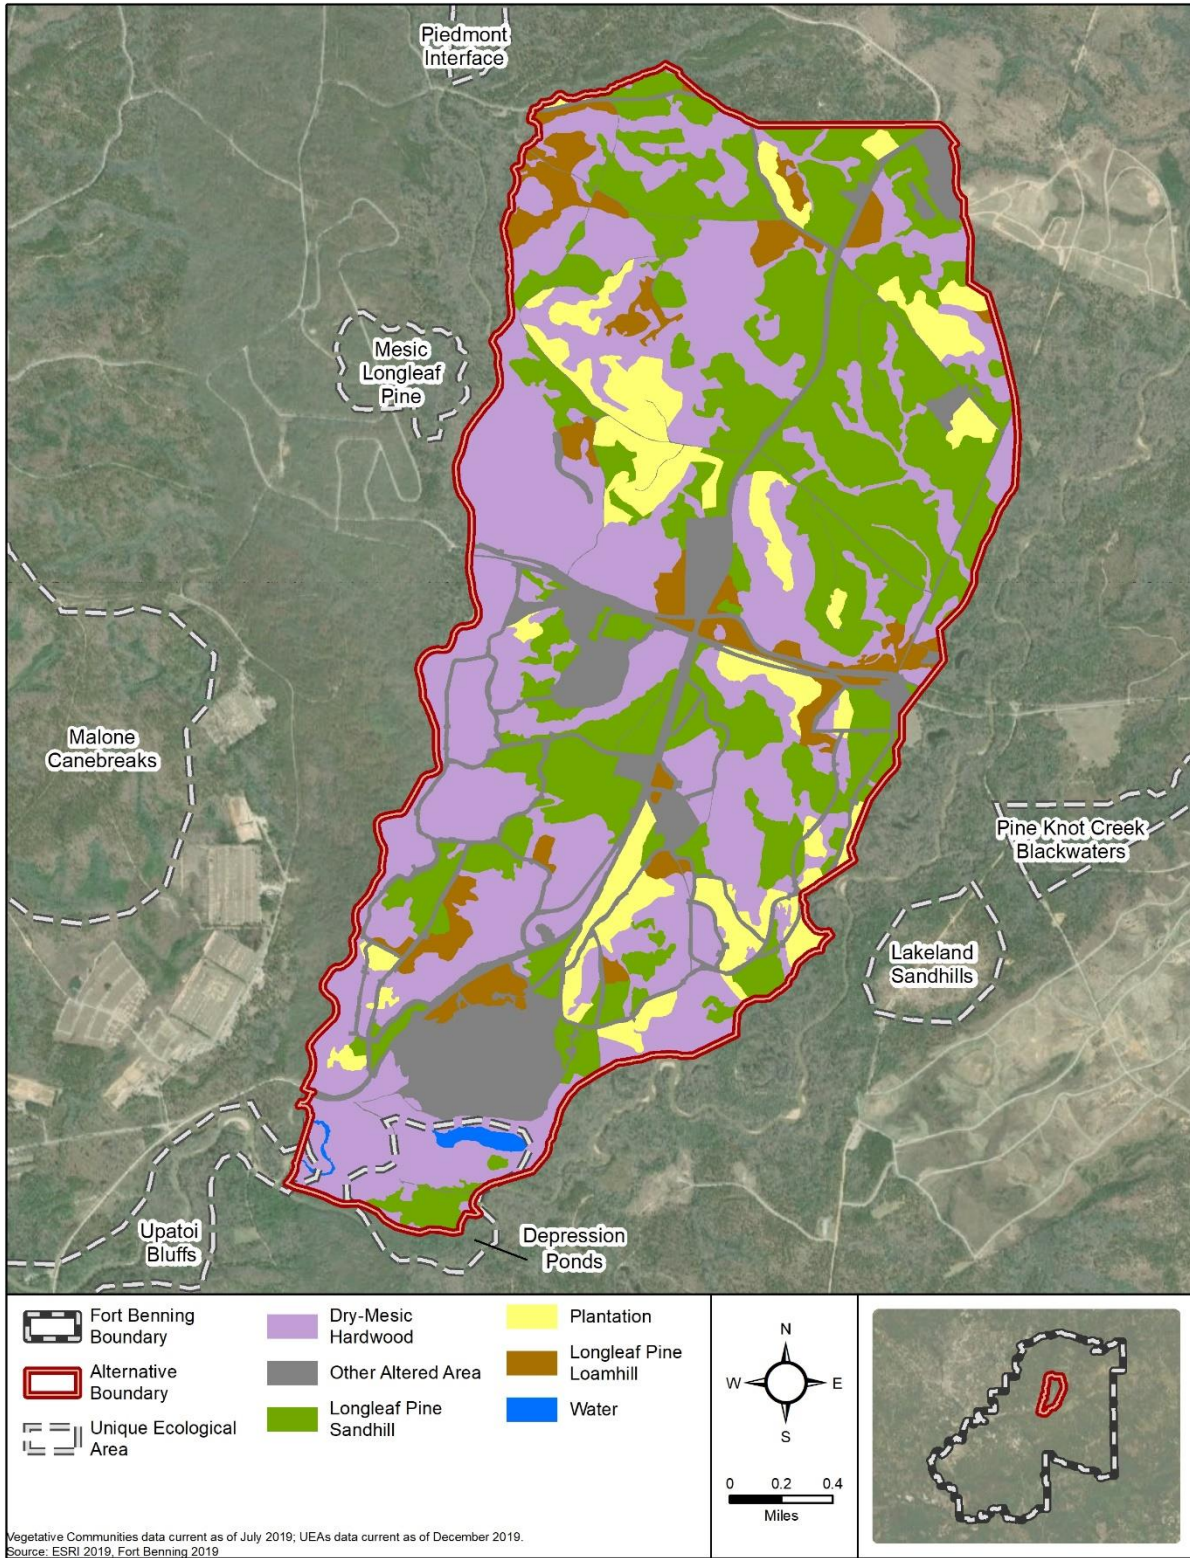 Piedmont
Interface
Mesic
Longleaf
Pine
Malone
Canebreaks
Pine Knot Creek
Blackwaters
Lakeland
Sandhills
Upatoi
Bluffs
Depression
Ponds
Fort Benning
Boundary
Alternative
Boundary
Unique Ecological
Area
Dry-Mesic
Hardwood
Other Altered Area
Longleaf Pine
Sandhill
Plantation
Longleaf Pine
Loamhill
Water
N
W E
S
0 0.2 0.4
Miles
Vegetative Communities data current as of July 2019; UEAs data current as of December 2019.
Source: ESRI 2019, Fort Benning 2019